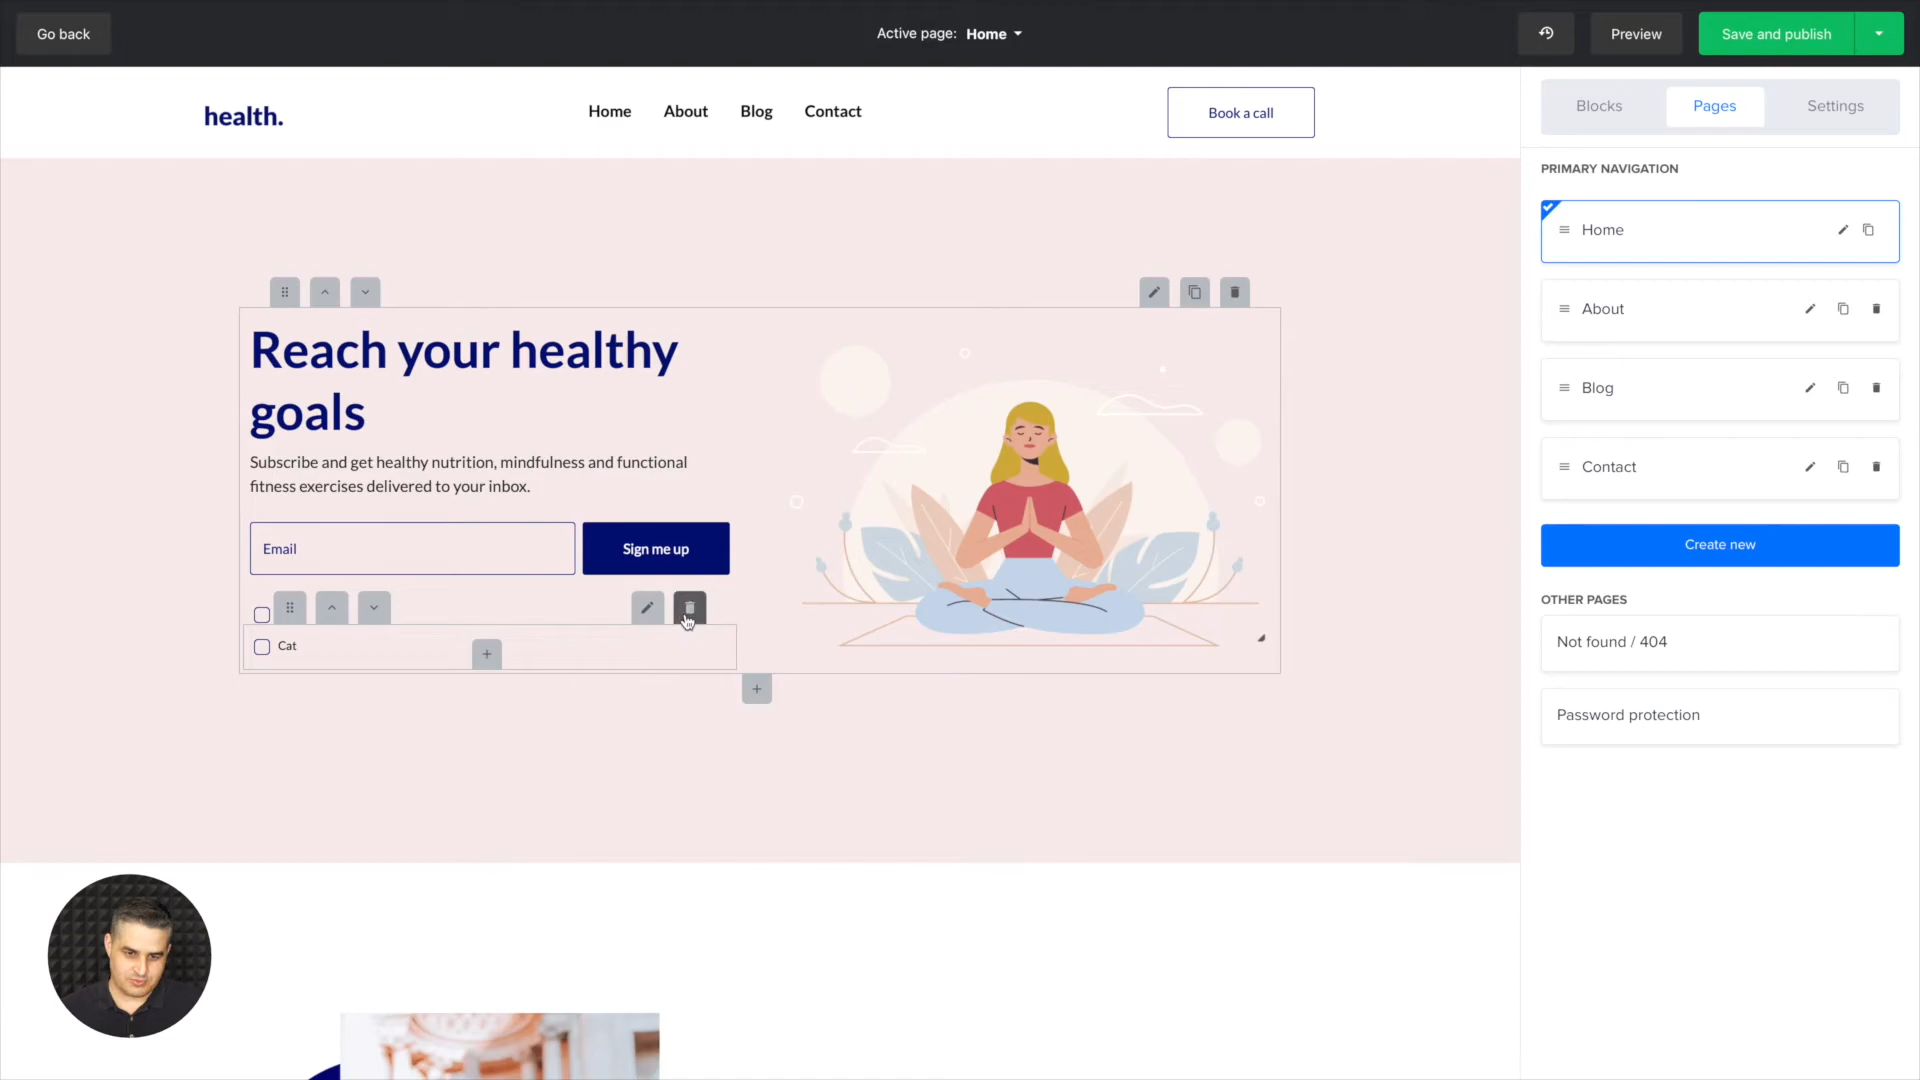 Go back
Active page: Home
Preview
Save and publish
health.
Home
About
Blog
Contact
Book a call
Blocks
Pages
Settings
PRIMARY NAVIGATION
Home
About
Blog
Contact
Create new
OTHER PAGES
Not found / 404
Password protection
Reach your healthy
goals
Subscribe and get healthy nutrition, mindfulness and functional
fitness exercises delivered to your inbox.
Email
Sign me up
Cat